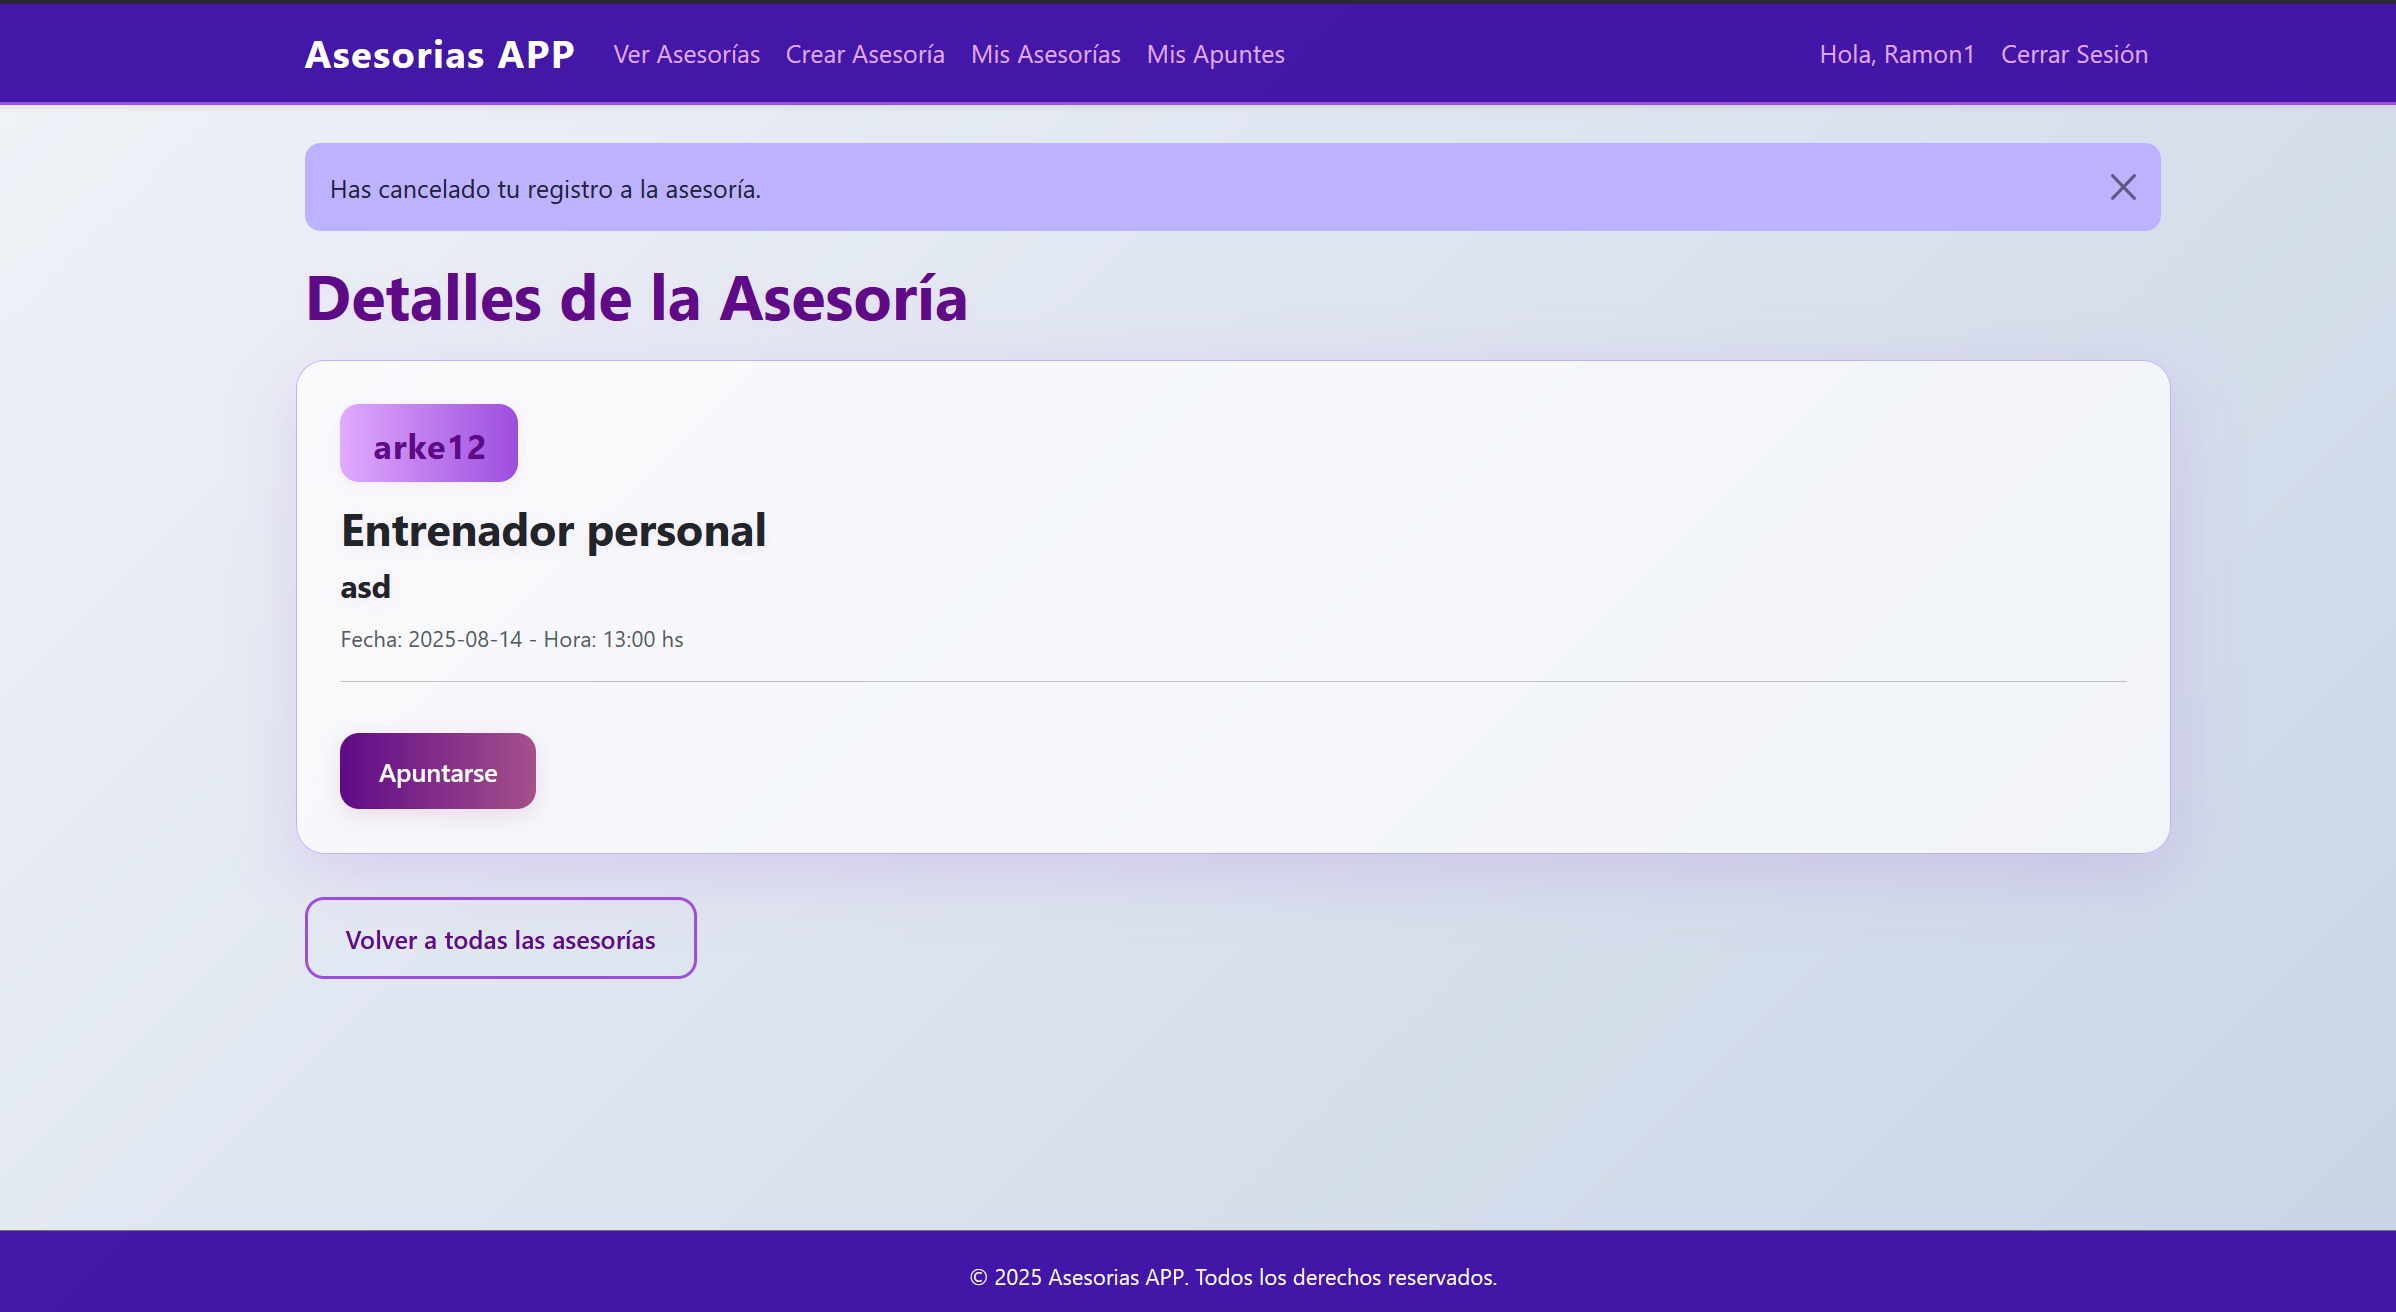 Asesorias APP Ver Asesorías Crear Asesoría Mis Asesorías Mis Apuntes Hola, Ramon1 Cerrar Sesión
Has cancelado tu registro a la asesoría.
Detalles de la Asesoría
arke12
Entrenador personal
asd
Fecha: 2025-08-14 - Hora: 13:00 hs
Apuntarse
Volver a todas las asesorías
© 2025 Asesorias APP. Todos los derechos reservados.